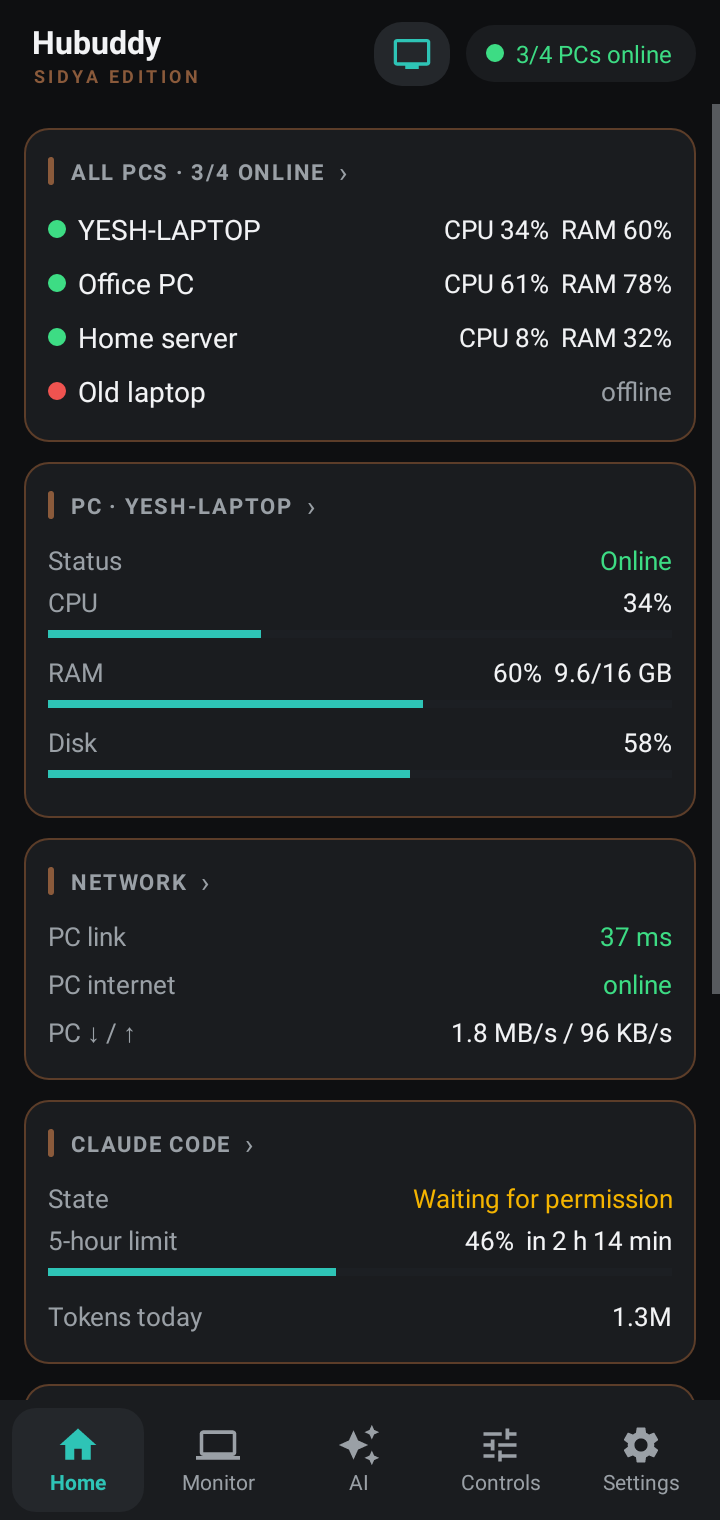 Hubuddy
SIDYA EDITION
3/4 PCs online
ALL PCS · 3/4 ONLINE ›
YESH-LAPTOP CPU 34% RAM 60%
Office PC CPU 61% RAM 78%
Home server CPU 8% RAM 32%
Old laptop offline
PC · YESH-LAPTOP ›
Status Online
CPU 34%
RAM 60% 9.6/16 GB
Disk 58%
NETWORK ›
PC link 37 ms
PC internet online
PC ↓ / ↑ 1.8 MB/s / 96 KB/s
CLAUDE CODE ›
State Waiting for permission
5-hour limit 46% in 2 h 14 min
Tokens today 1.3M
Home Monitor AI Controls Settings